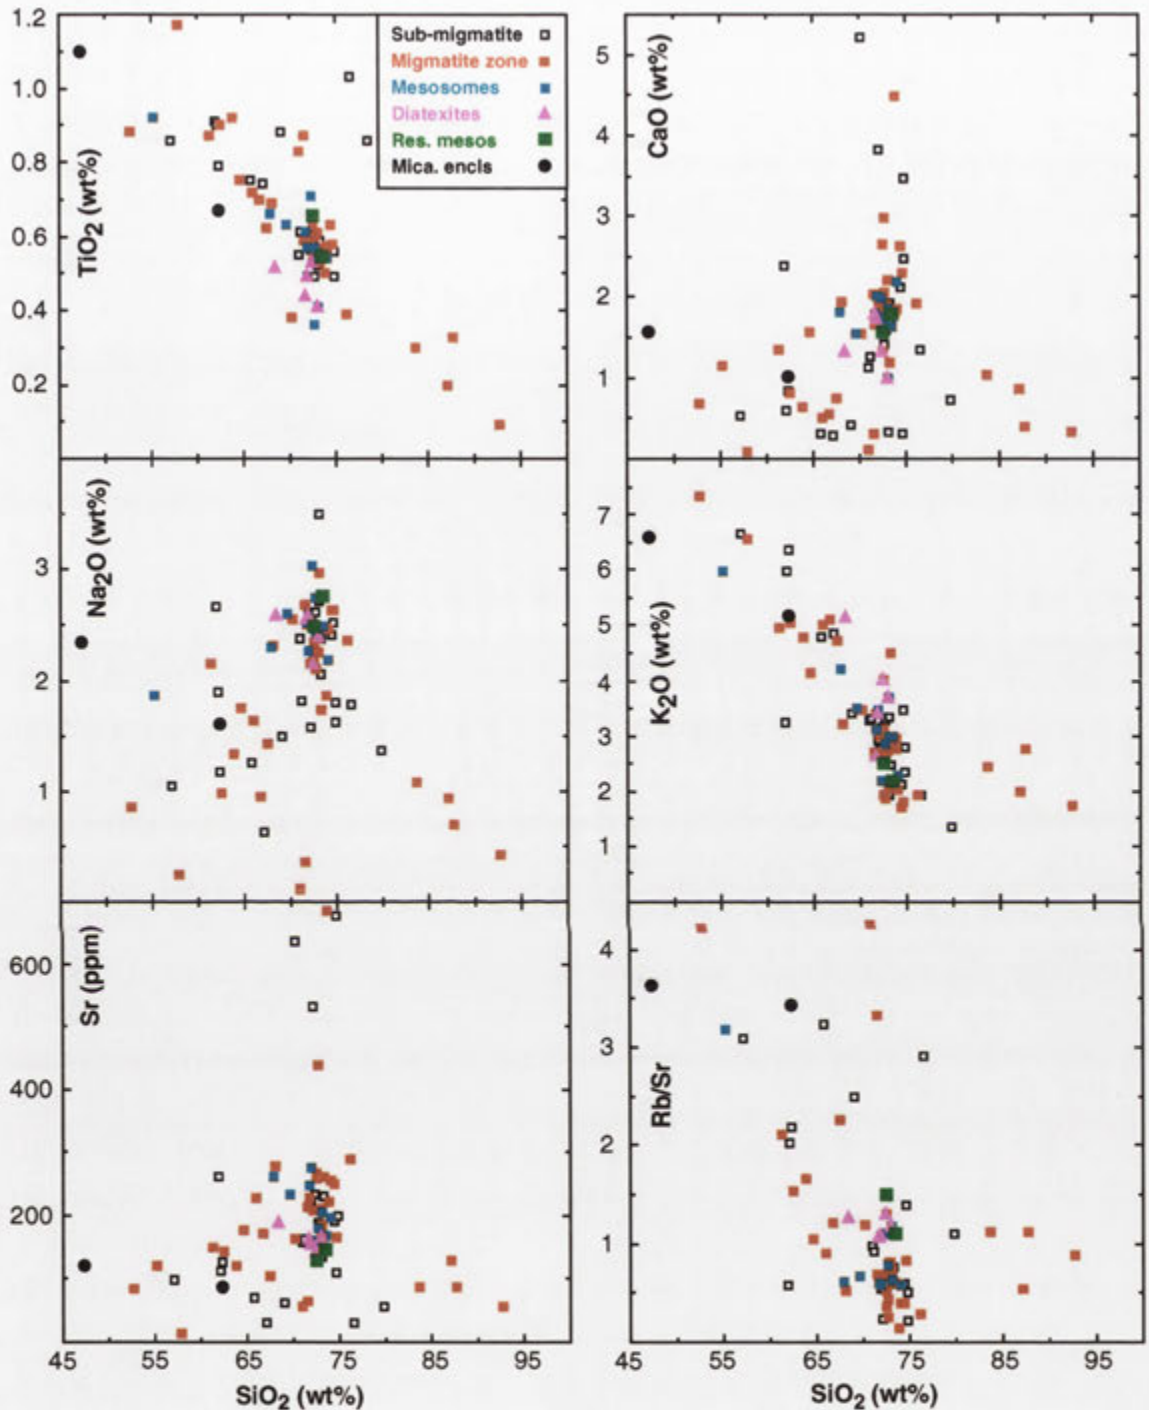 1.2
1.0
0.8
0.6
0.4
0.2
TiO2 (wt%)
Sub-migmatite
Migmatite zone
Mesosomes
Diatexites
Res. mesos
Mica. encls
5
4
3
2
1
CaO (wt%)
3
2
1
Na2O (wt%)
7
6
5
4
3
2
1
K2O (wt%)
600
400
200
Sr (ppm)
45 55 65 75 85 95
SiO2 (wt%)
4
3
2
1
Rb/Sr
45 55 65 75 85 95
SiO2 (wt%)